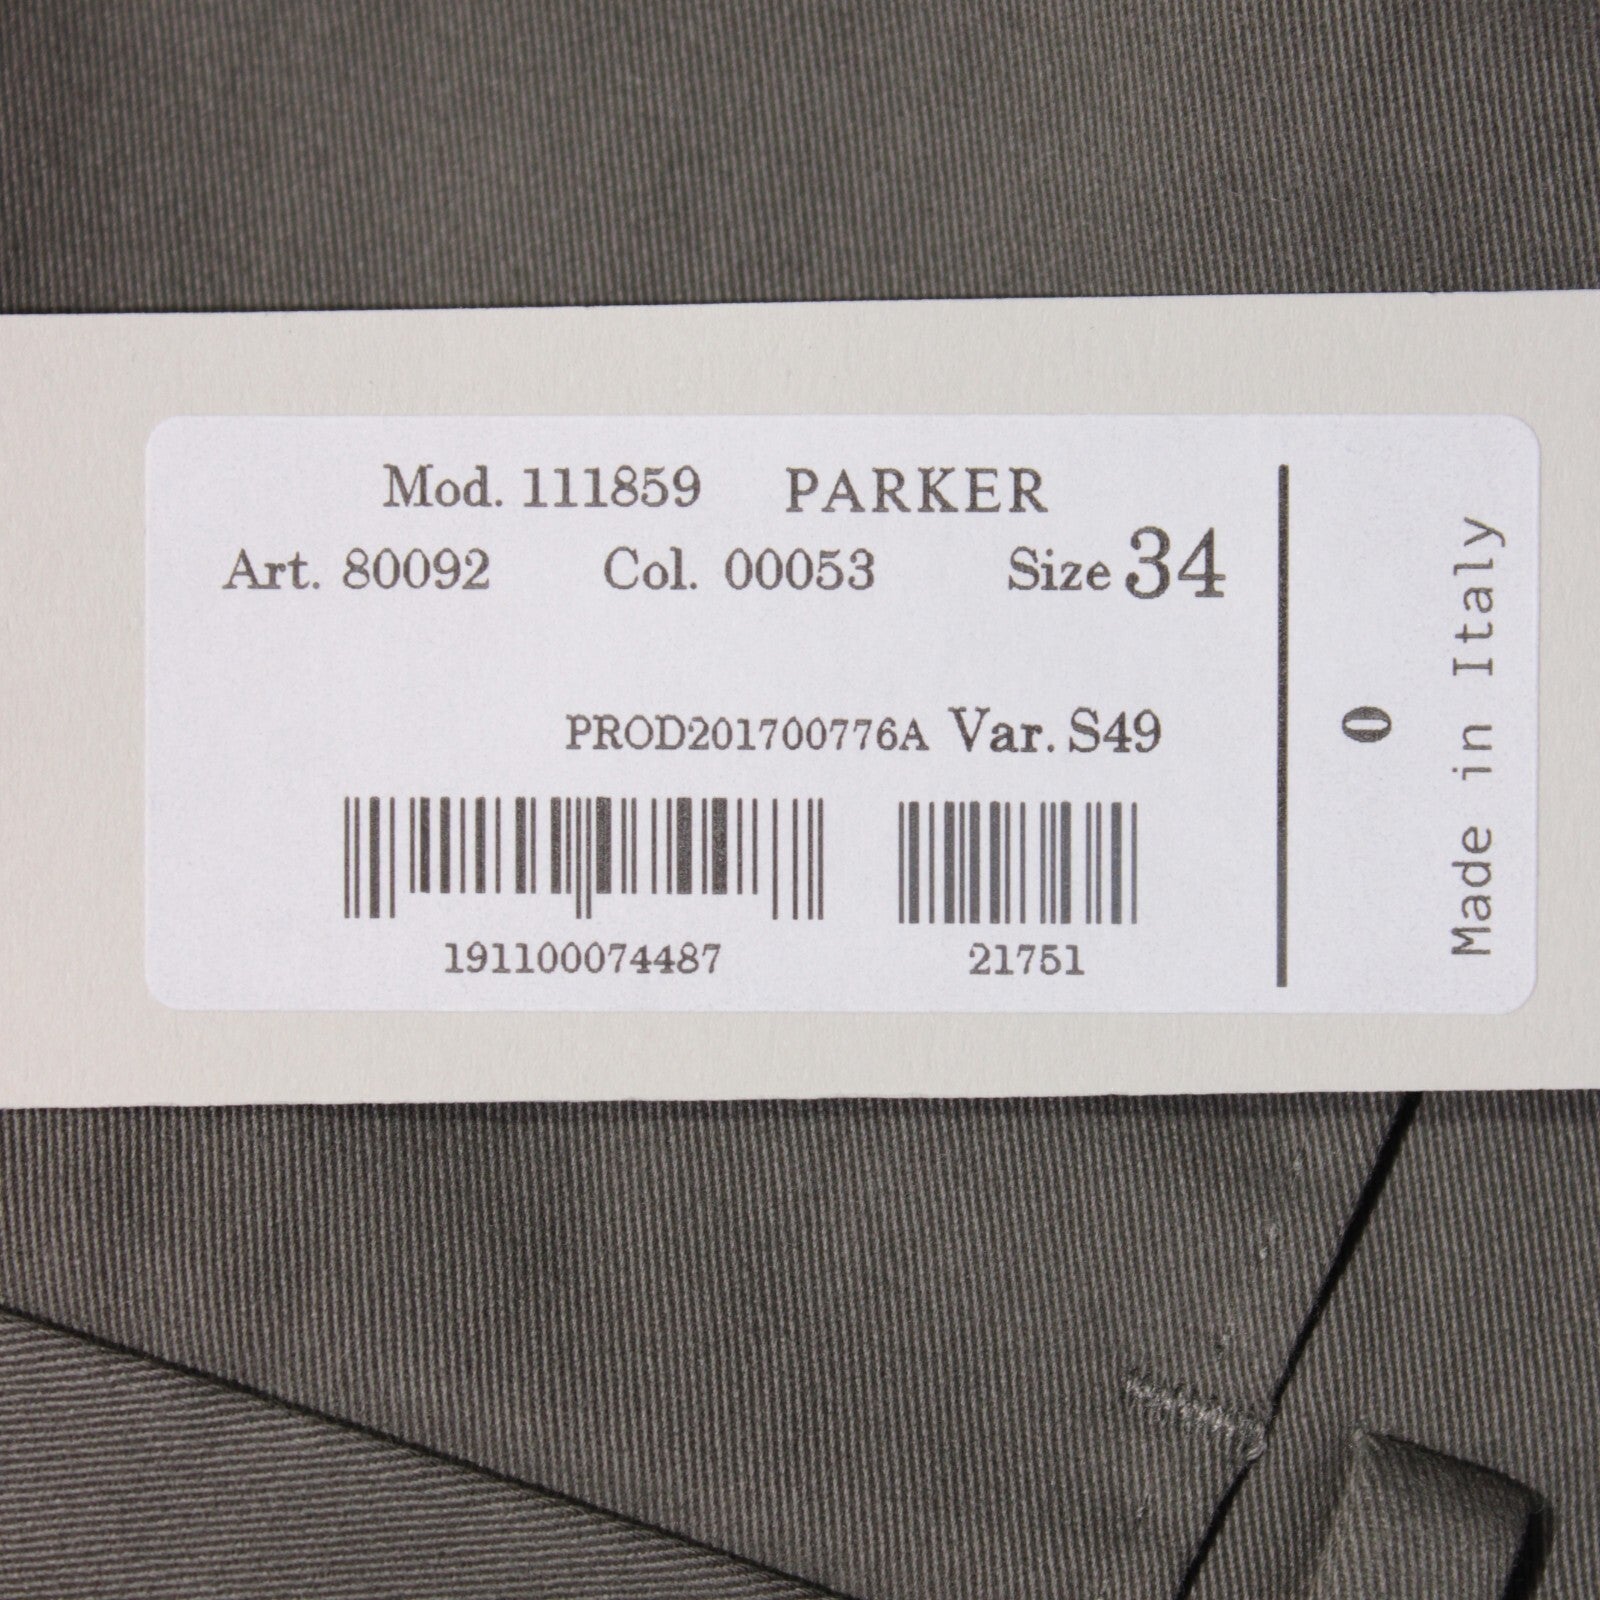 Mod. 111859 PARKER
Art. 80092 Col. 00053 Size 34
PROD201700776A Var. S49
191100074487 21751
0
Made in Italy